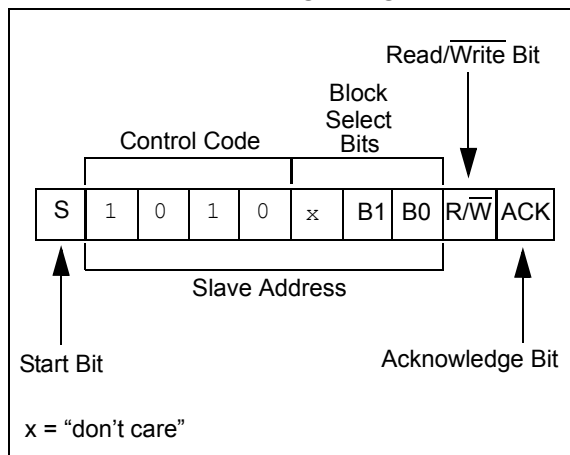 Read/Write Bit
Block
Select
Bits
Control Code
S 1 0 1 0 x B1 B0 R/W ACK
Slave Address
Start Bit
Acknowledge Bit
x = “don’t care”